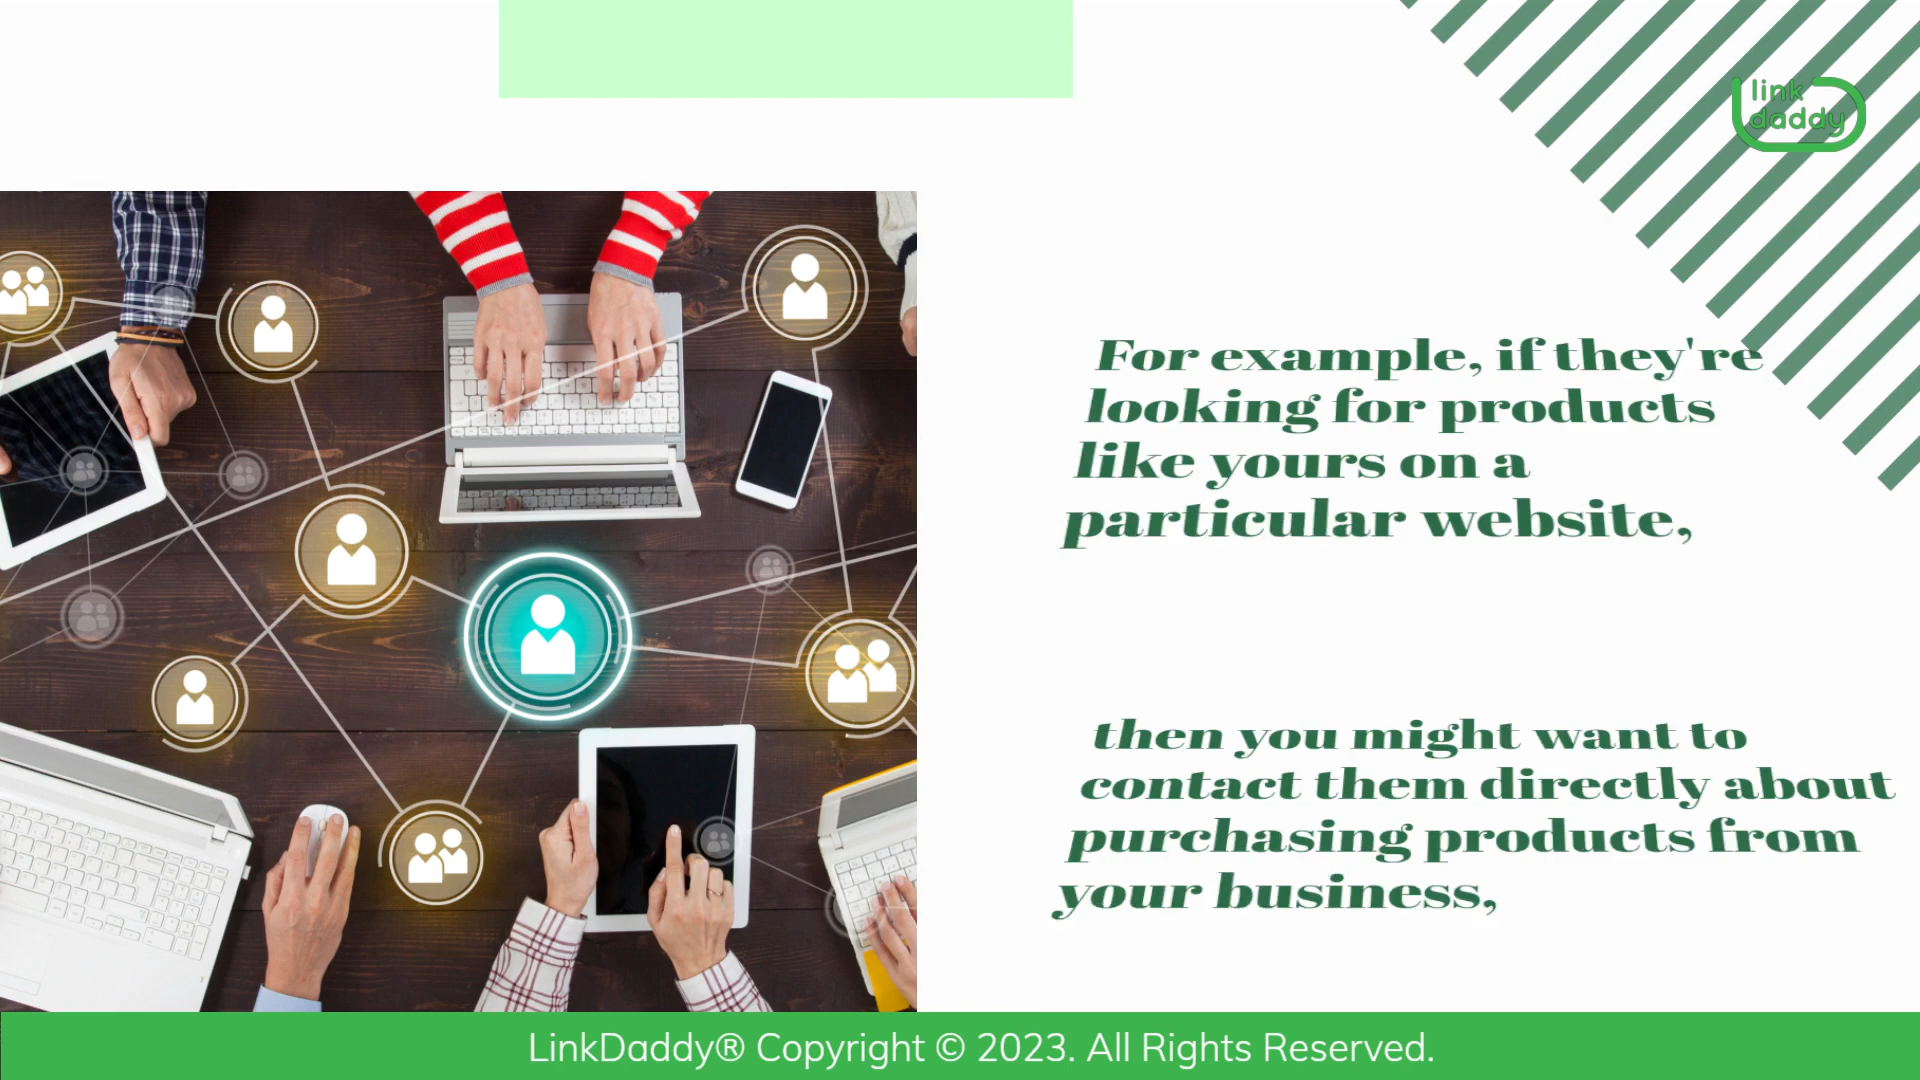 link
daddy
For example, if they're
looking for products
like yours on a
particular website,
then you might want to
contact them directly about
purchasing products from
your business,
LinkDaddy® Copyright © 2023. All Rights Reserved.